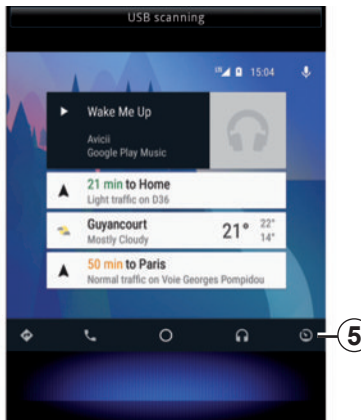 USB scanning
15:04
Wake Me Up
Avicii
Google Play Music
21 min to Home
Light traffic on D36
Guyancourt
Mostly Cloudy
21°
22°
14°
50 min to Paris
Normal traffic on Voie Georges Pompidou
5